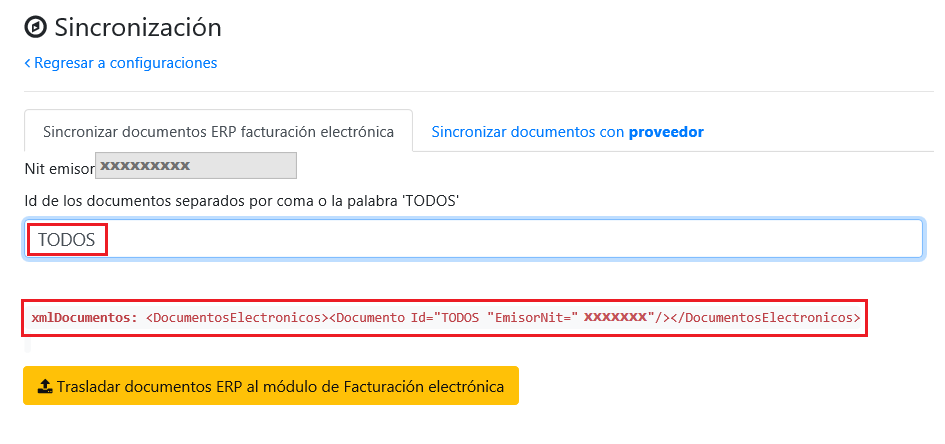 Sincronización
< Regresar a configuraciones
Sincronizar documentos ERP facturación electrónica
Sincronizar documentos con proveedor
Nit emisor xxxxxxxxx
Id de los documentos separados por coma o la palabra 'TODOS'
TODOS
xmlDocumentos: <DocumentosElectronicos><Documento Id="TODOS "EmisorNit=" xxxxxxx"/></DocumentosElectronicos>
Trasladar documentos ERP al módulo de Facturación electrónica